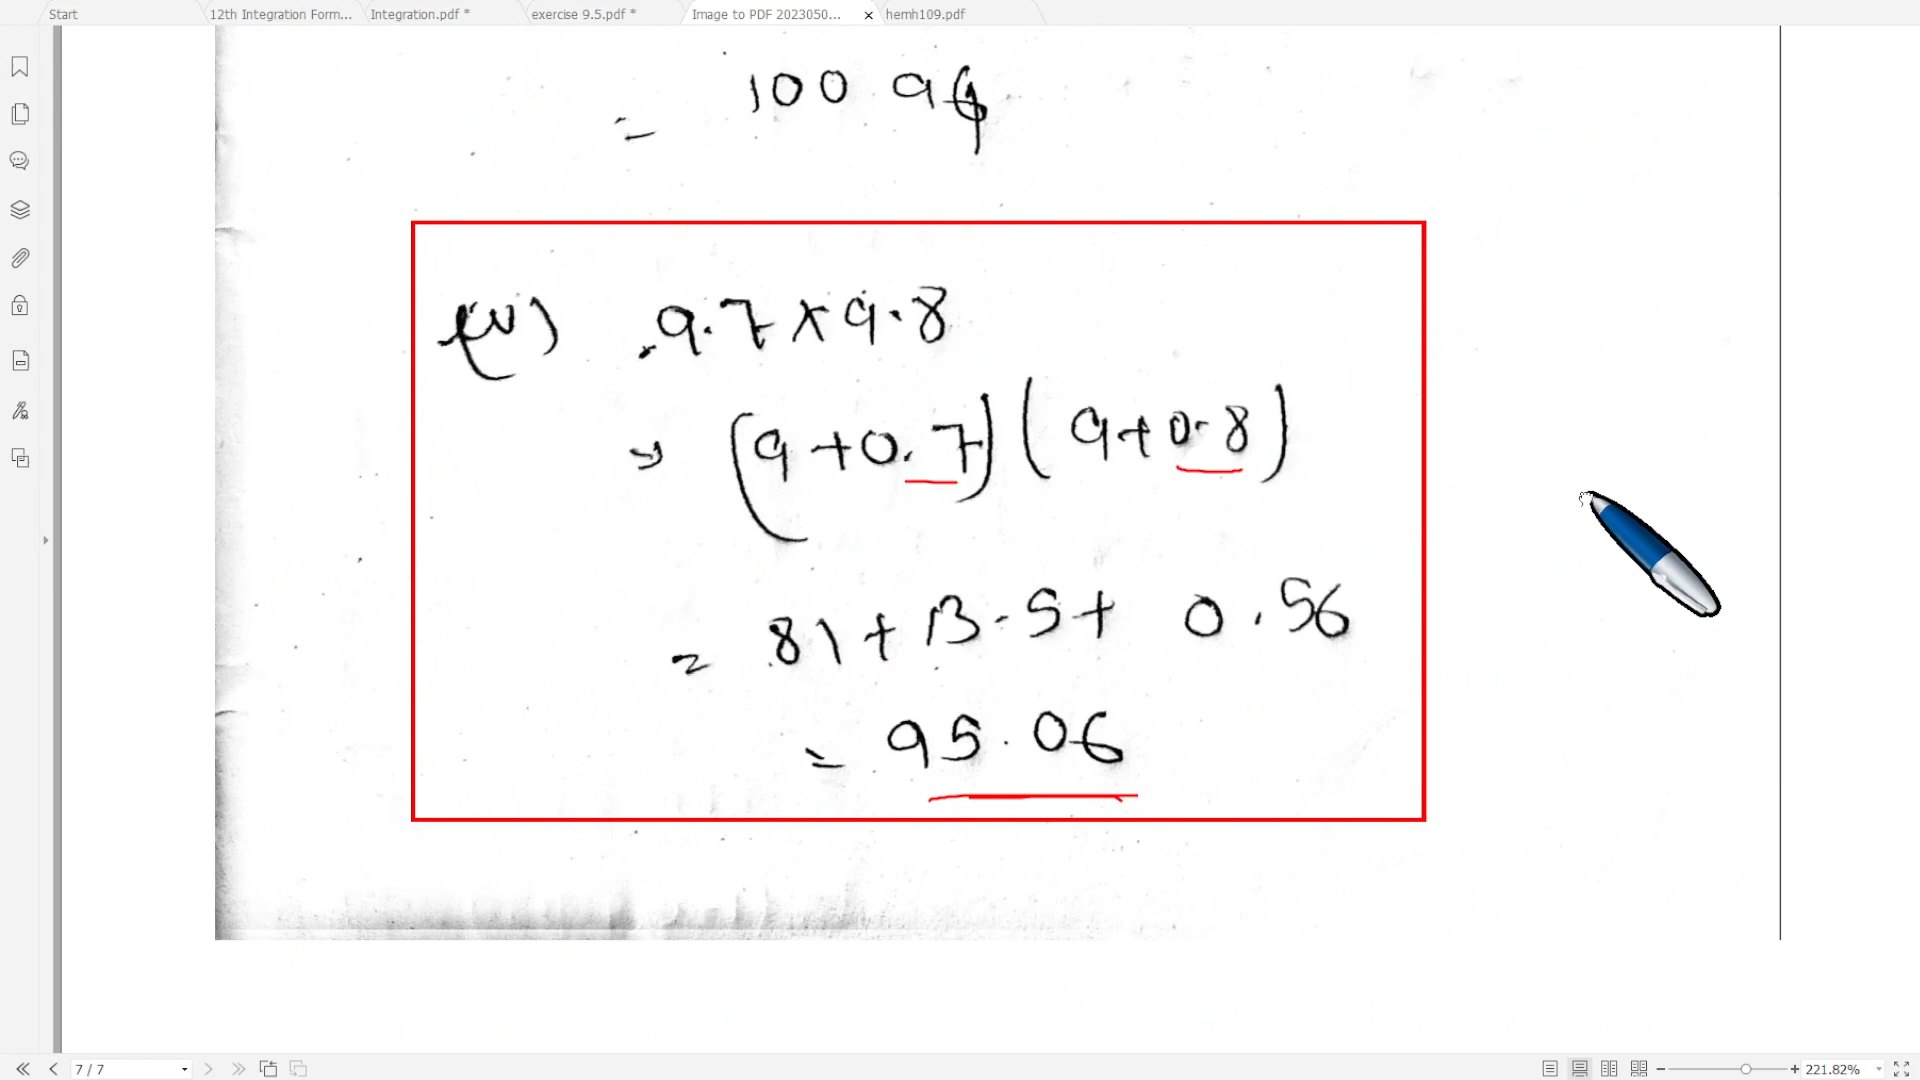 Start 12th Integration Form... Integration.pdf * exercise 9.5.pdf * Image to PDF 2023050... hemh109.pdf
= 100 94
(iv) 9.7 x 9.8
⇒ (9+0.7) (9+0.8)
= 81 + 13.5 + 0.56
= 95.06
7 / 7 221.82%